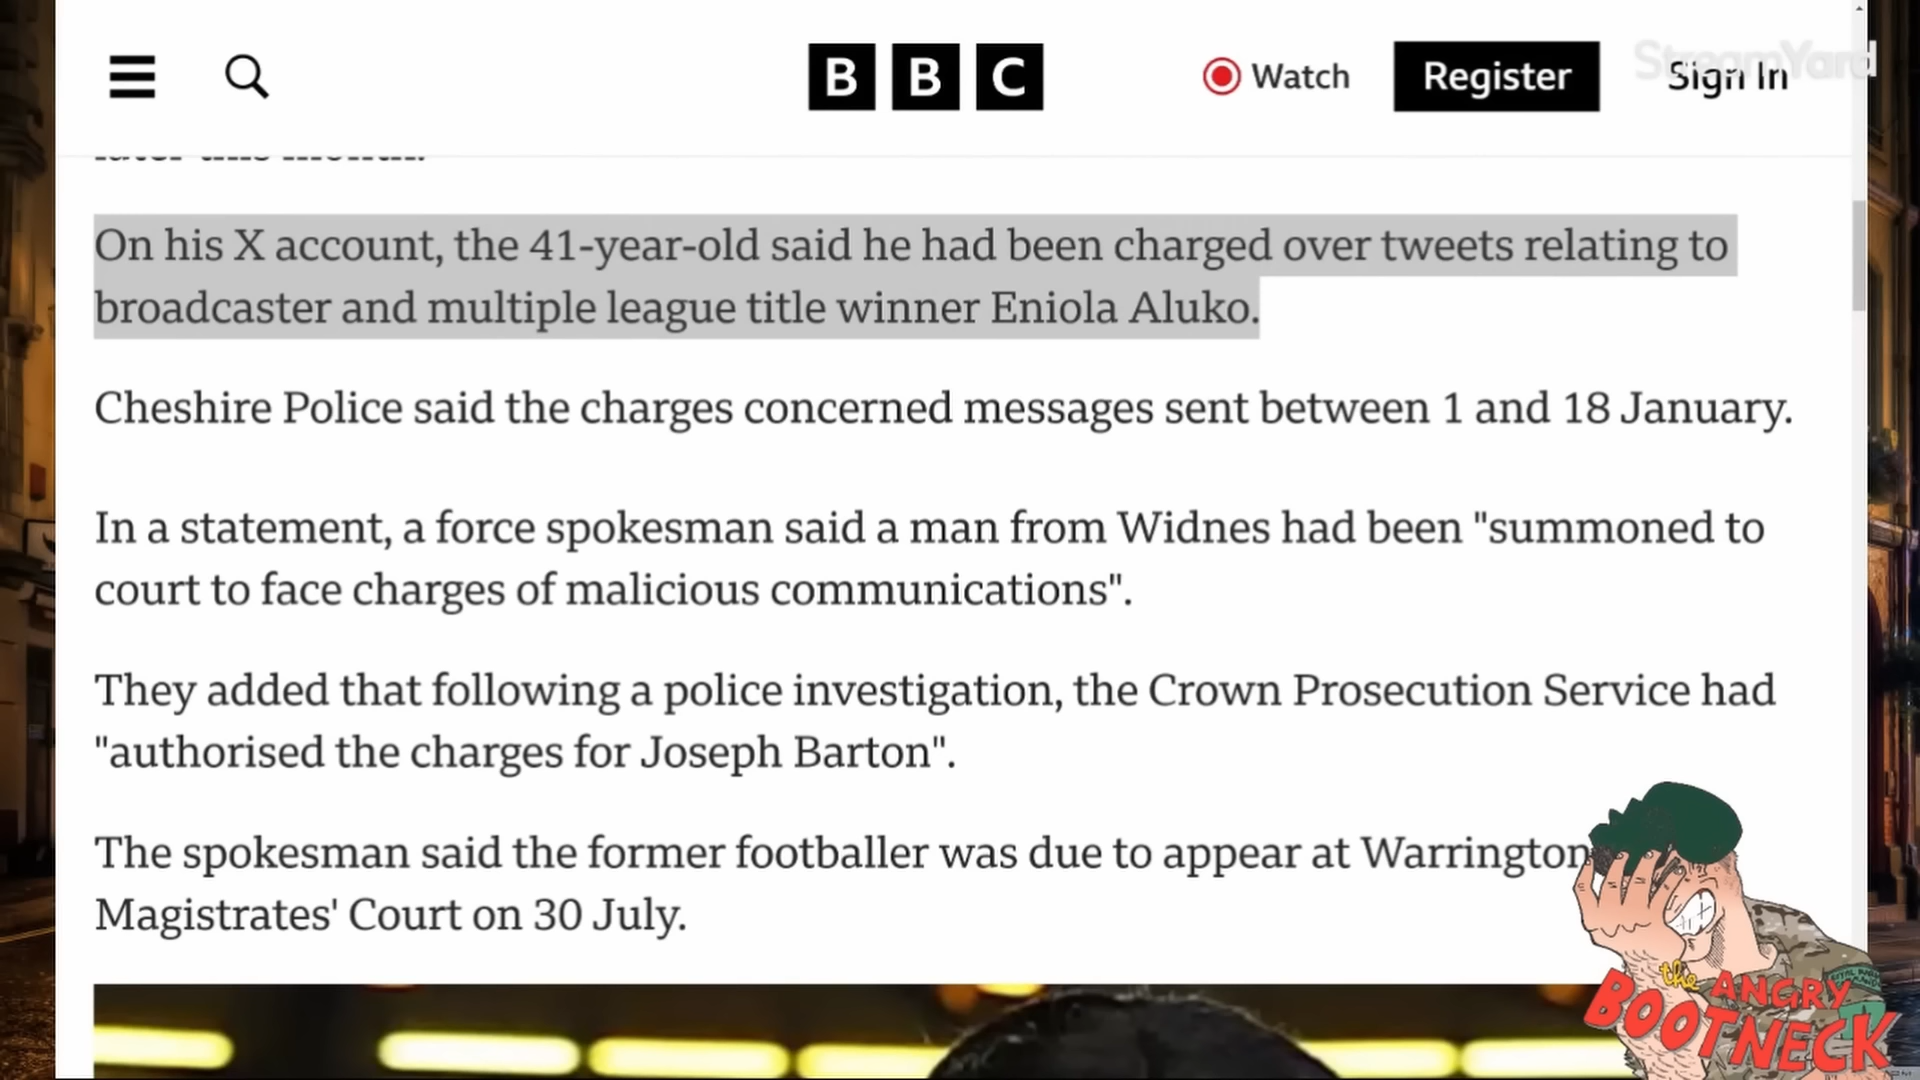 BBC
Watch
Register
Sign In
StreamYard
later this month.
On his X account, the 41-year-old said he had been charged over tweets relating to
broadcaster and multiple league title winner Eniola Aluko.
Cheshire Police said the charges concerned messages sent between 1 and 18 January.
In a statement, a force spokesman said a man from Widnes had been "summoned to
court to face charges of malicious communications".
They added that following a police investigation, the Crown Prosecution Service had
"authorised the charges for Joseph Barton".
The spokesman said the former footballer was due to appear at Warrington
Magistrates' Court on 30 July.
the ANGRY
BOOTNECK